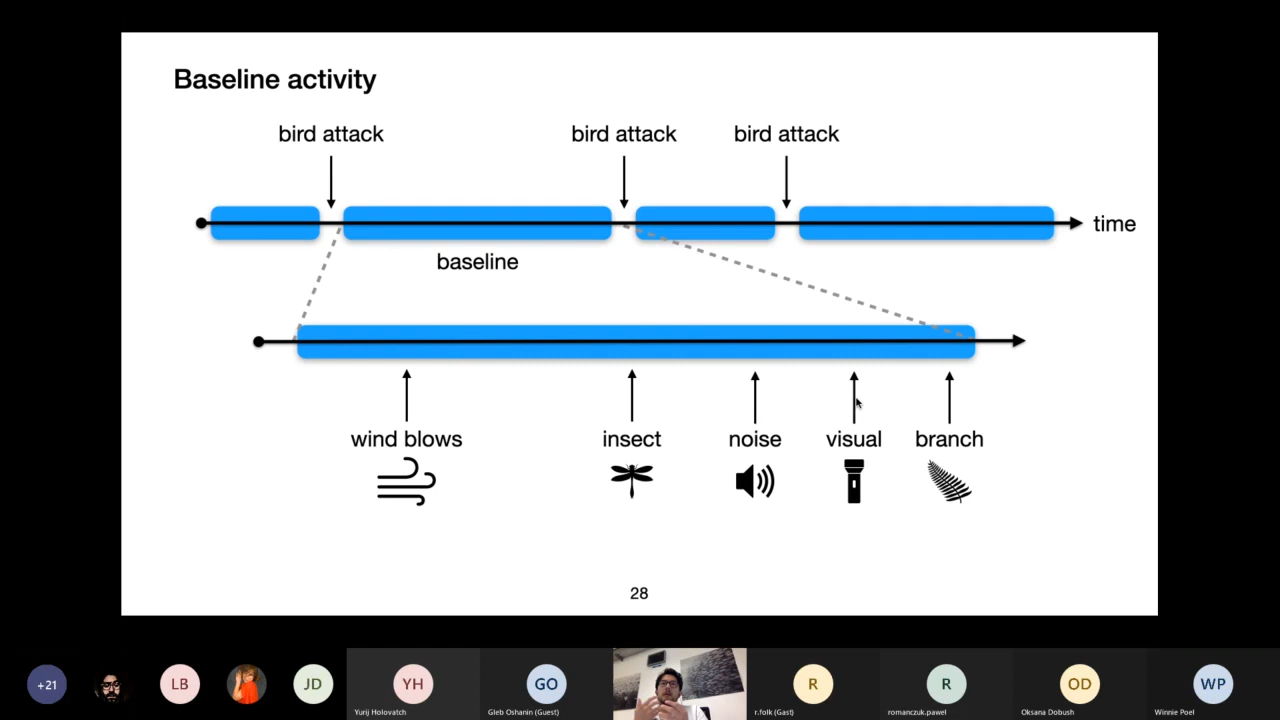 Baseline activity
bird attack
bird attack
bird attack
time
baseline
wind blows
insect
noise
visual
branch
28
+21
LB
JD
YH
GO
R
R
OD
WP
Yurij Holovatch
Gleb Oshanin (Guest)
r.folk (Gast)
romanczuk.pawel
Oksana Dobush
Winnie Poel